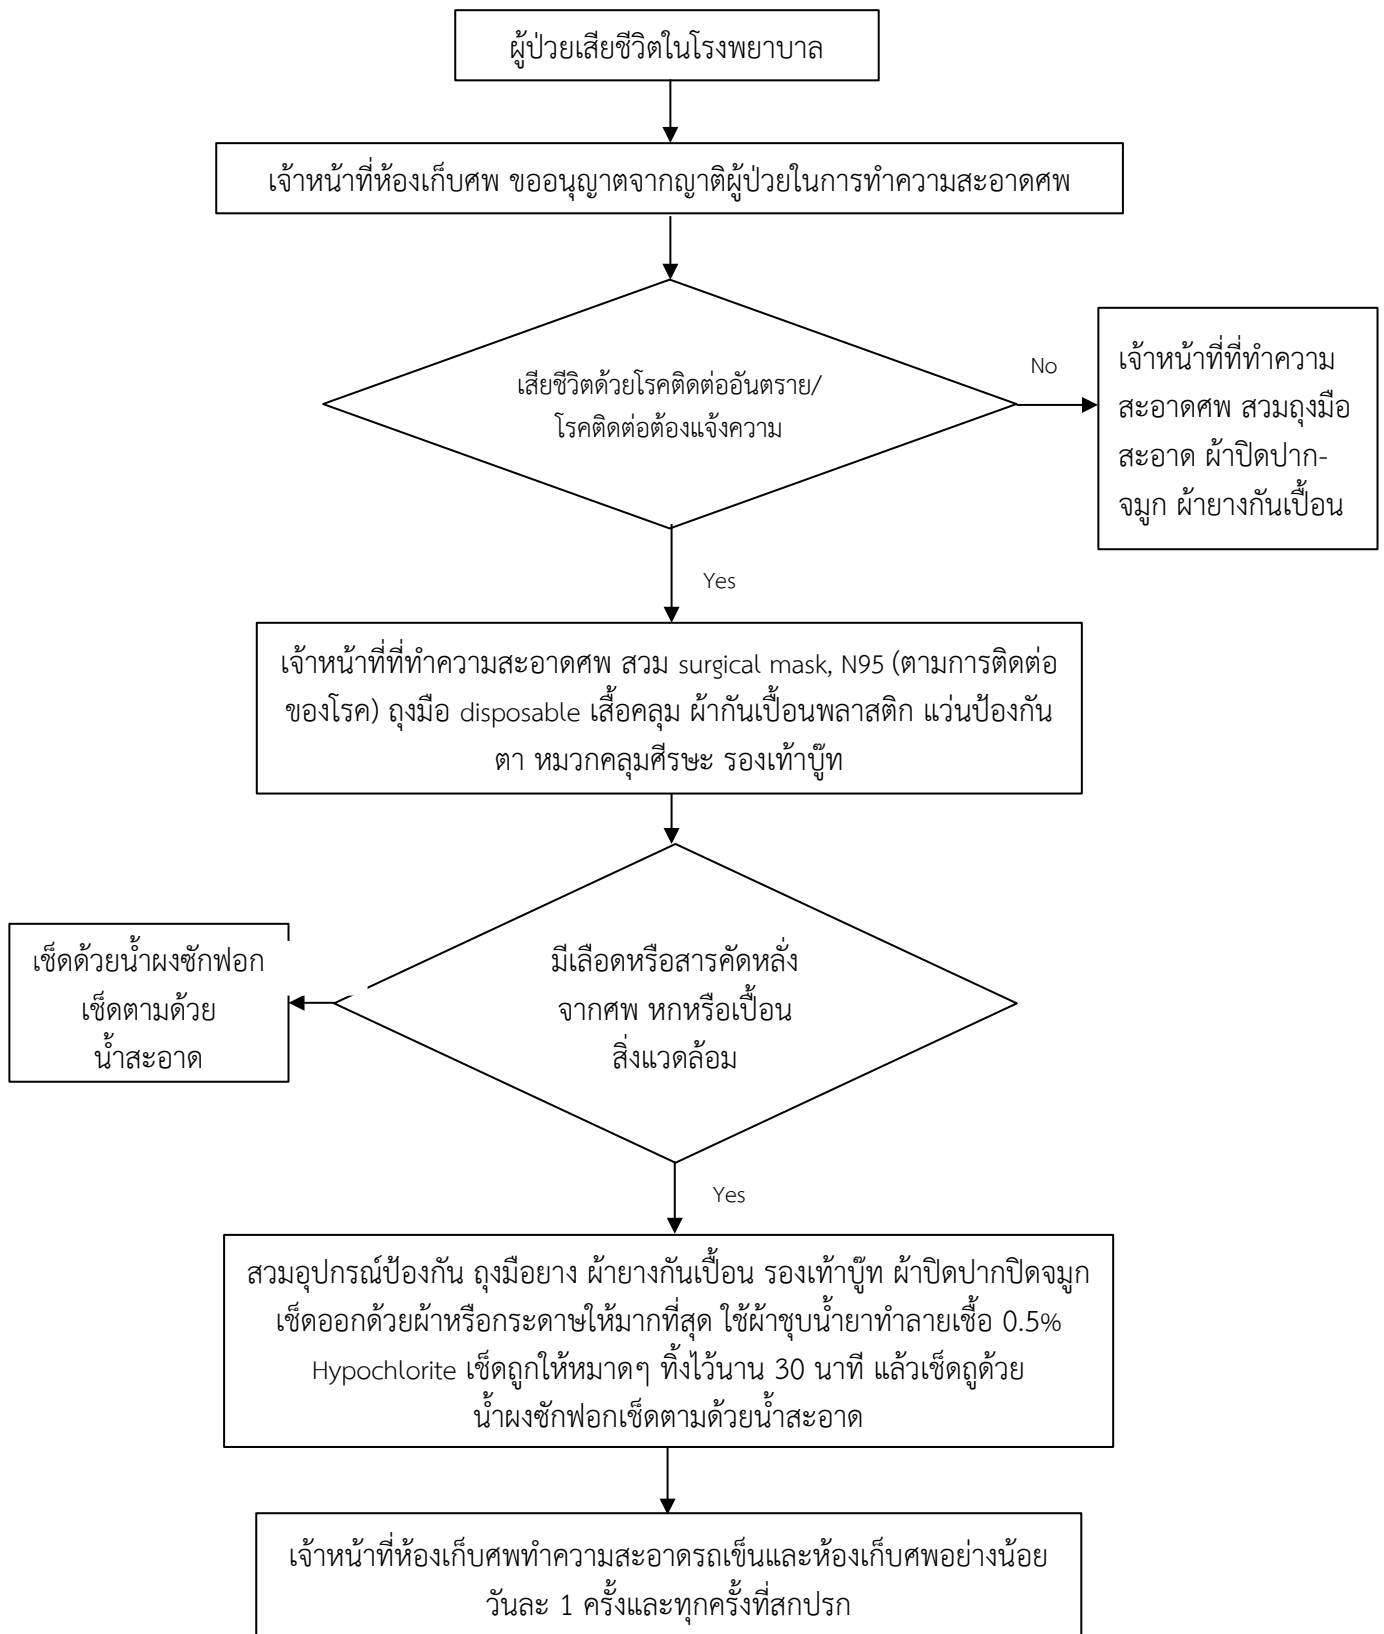 ผู้ป่วยเสียชีวิตในโรงพยาบาล
เจ้าหน้าที่ห้องเก็บศพ ขออนุญาตจากญาติผู้ป่วยในการทำความสะอาดศพ
เสียชีวิตด้วยโรคติดต่ออันตราย/
โรคติดต่อต้องแจ้งความ
No
เจ้าหน้าที่ที่ทำความ
สะอาดศพ สวมถุงมือ
สะอาด ผ้าปิดปาก-
จมูก ผ้ายางกันเปื้อน
Yes
เจ้าหน้าที่ที่ทำความสะอาดศพ สวม surgical mask, N95 (ตามการติดต่อ
ของโรค) ถุงมือ disposable เสื้อคลุม ผ้ากันเปื้อนพลาสติก แว่นป้องกัน
ตา หมวกคลุมศีรษะ รองเท้าบู๊ท
มีเลือดหรือสารคัดหลั่ง
จากศพ หกหรือเปื้อน
สิ่งแวดล้อม
เช็ดด้วยน้ำผงซักฟอก
เช็ดตามด้วย
น้ำสะอาด
Yes
สวมอุปกรณ์ป้องกัน ถุงมือยาง ผ้ายางกันเปื้อน รองเท้าบู๊ท ผ้าปิดปากปิดจมูก
เช็ดออกด้วยผ้าหรือกระดาษให้มากที่สุด ใช้ผ้าชุบน้ำยาทำลายเชื้อ 0.5%
Hypochlorite เช็ดถูกให้หมาดๆ ทิ้งไว้นาน 30 นาที แล้วเช็ดถูด้วย
น้ำผงซักฟอกเช็ดตามด้วยน้ำสะอาด
เจ้าหน้าที่ห้องเก็บศพทำความสะอาดรถเข็นและห้องเก็บศพอย่างน้อย
วันละ 1 ครั้งและทุกครั้งที่สกปรก